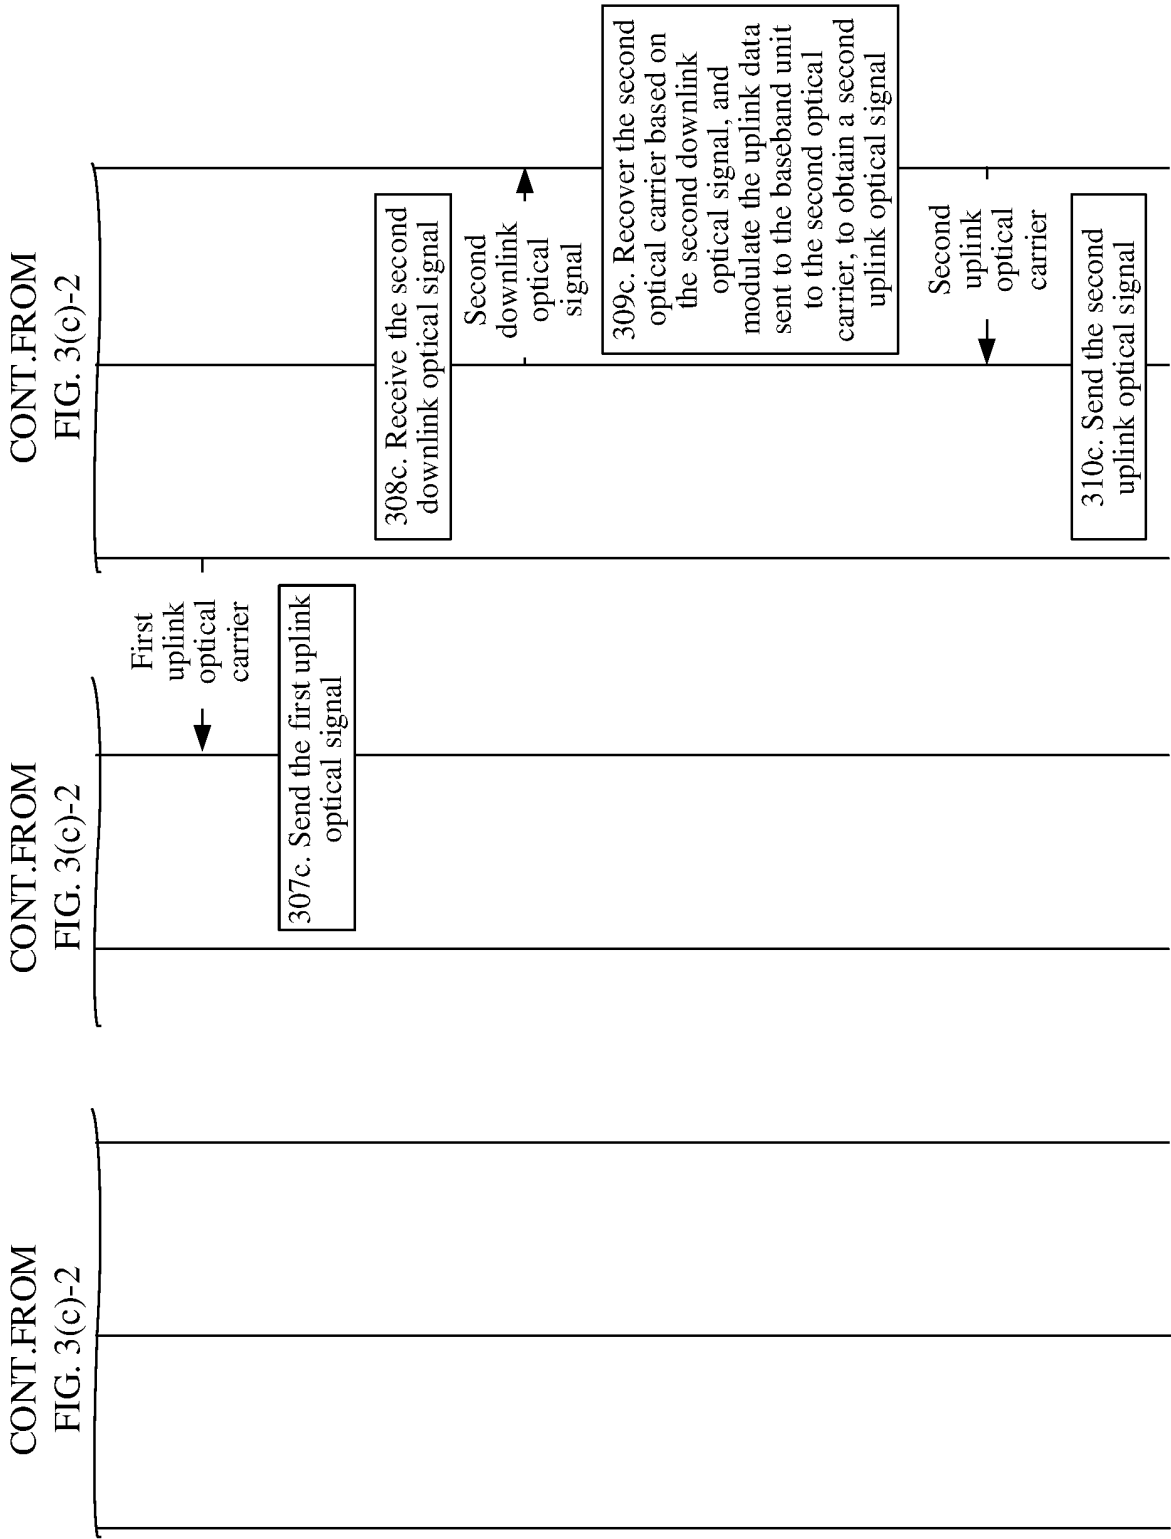 CONT.FROM
FIG. 3(c)-2
CONT.FROM
FIG. 3(c)-2
CONT.FROM
FIG. 3(c)-2
First
uplink
optical
carrier
307c. Send the first uplink
optical signal
308c. Receive the second
downlink optical signal
Second
downlink
optical
signal
309c. Recover the second
optical carrier based on
the second downlink
optical signal, and
modulate the uplink data
sent to the baseband unit
to the second optical
carrier, to obtain a second
uplink optical signal
Second
uplink
optical
carrier
310c. Send the second
uplink optical signal